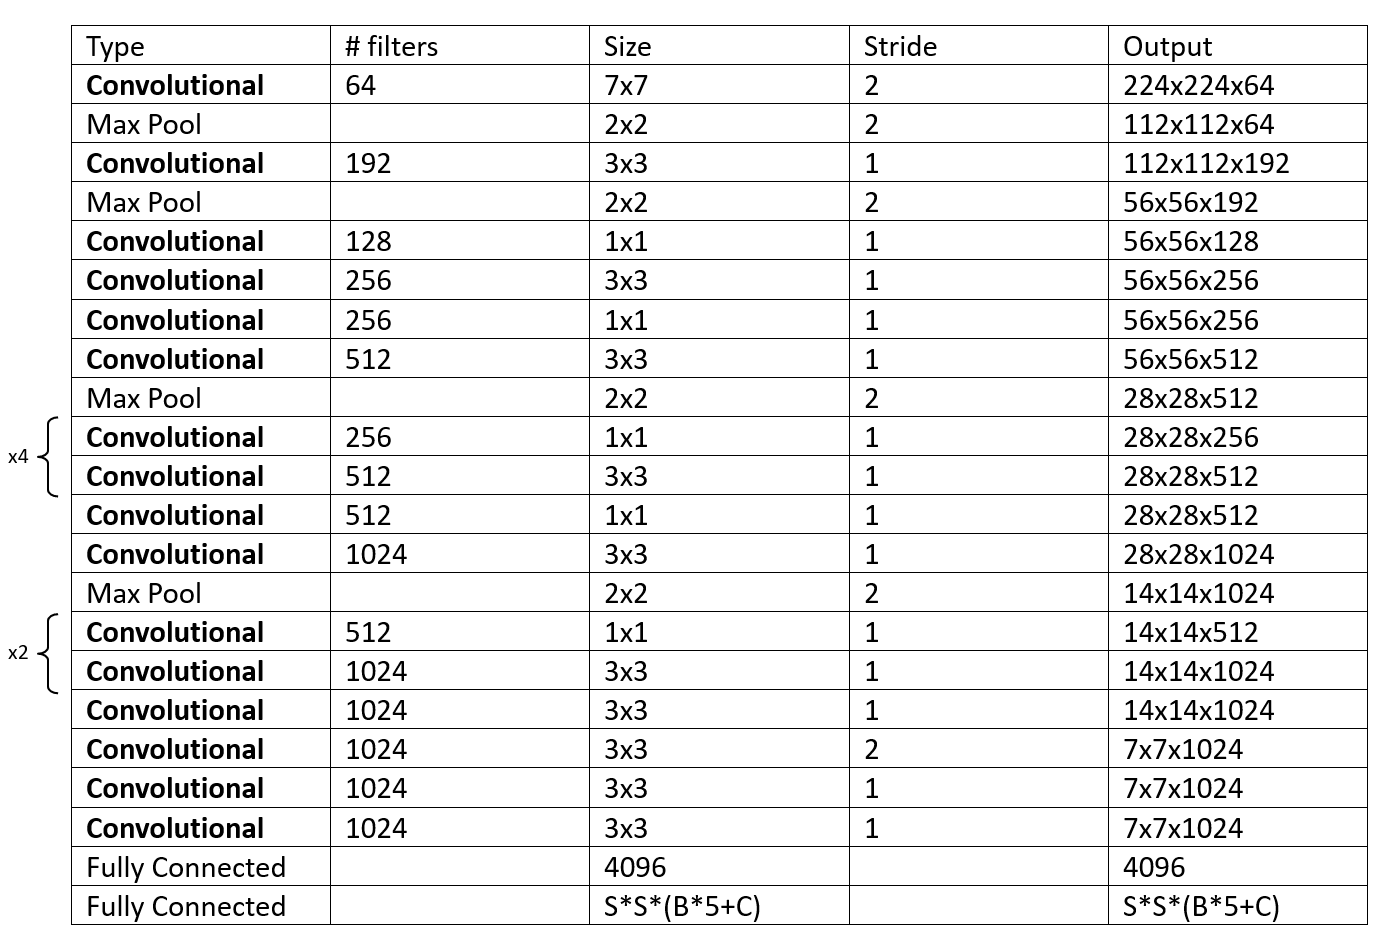 Type # filters Size Stride Output
Convolutional 64 7x7 2 224x224x64
Max Pool 2x2 2 112x112x64
Convolutional 192 3x3 1 112x112x192
Max Pool 2x2 2 56x56x192
Convolutional 128 1x1 1 56x56x128
Convolutional 256 3x3 1 56x56x256
Convolutional 256 1x1 1 56x56x256
Convolutional 512 3x3 1 56x56x512
Max Pool 2x2 2 28x28x512
x4
Convolutional 256 1x1 1 28x28x256
Convolutional 512 3x3 1 28x28x512
Convolutional 512 1x1 1 28x28x512
Convolutional 1024 3x3 1 28x28x1024
Max Pool 2x2 2 14x14x1024
x2
Convolutional 512 1x1 1 14x14x512
Convolutional 1024 3x3 1 14x14x1024
Convolutional 1024 3x3 1 14x14x1024
Convolutional 1024 3x3 2 7x7x1024
Convolutional 1024 3x3 1 7x7x1024
Convolutional 1024 3x3 1 7x7x1024
Fully Connected 4096 4096
Fully Connected S*S*(B*5+C) S*S*(B*5+C)